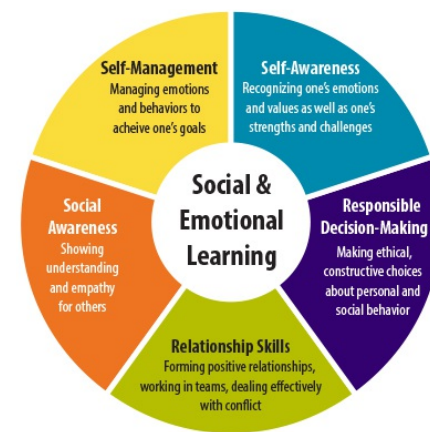 Self-Management
Managing emotions
and behaviors to
acheive one's goals
Self-Awareness
Recognizing one's emotions
and values as well as one's
strengths and challenges
Social
Awareness
Showing
understanding
and empathy
for others
Social &
Emotional
Learning
Responsible
Decision-Making
Making ethical,
constructive choices
about personal and
social behavior
Relationship Skills
Forming positive relationships,
working in teams, dealing effectively
with conflict